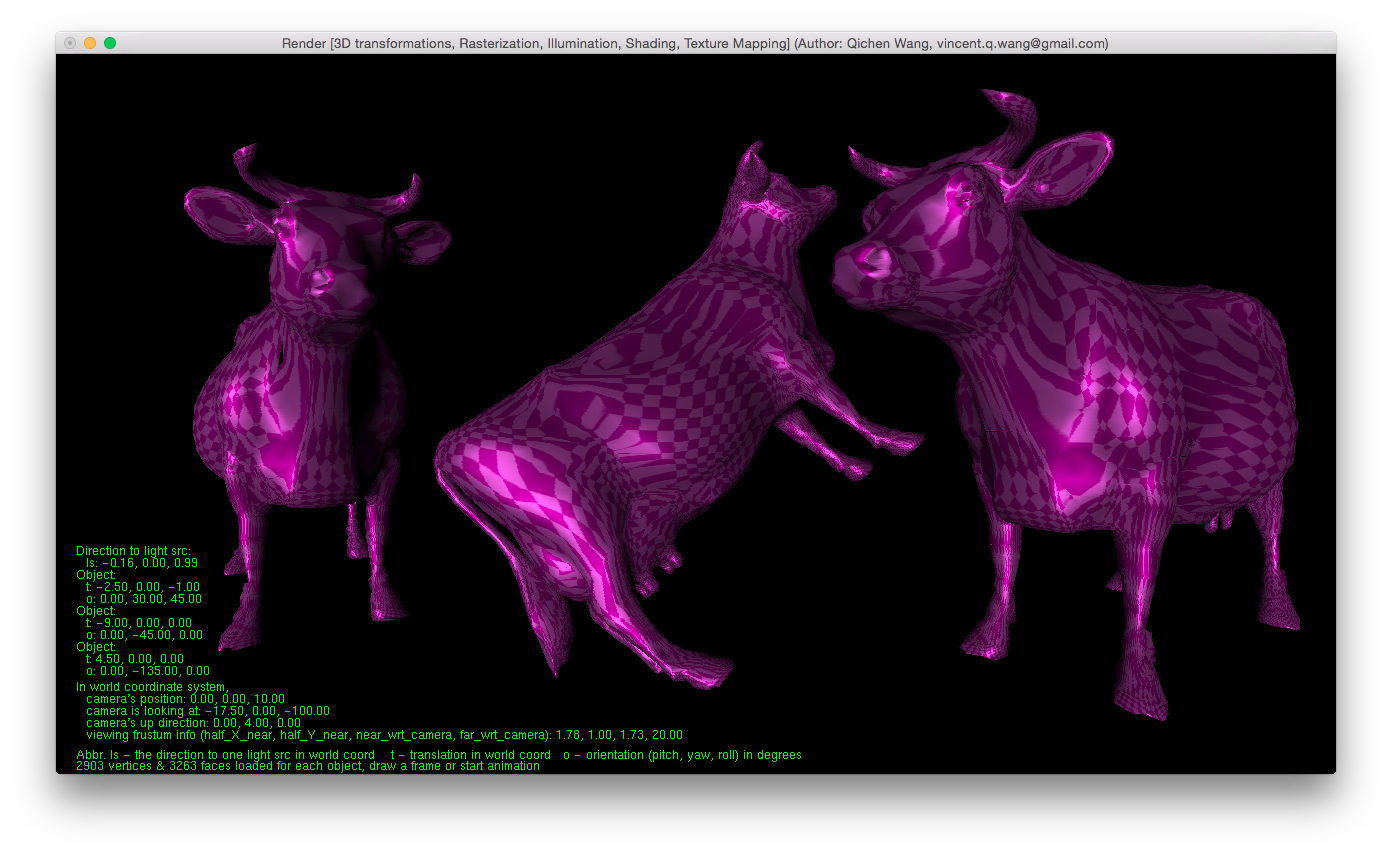 Render [3D transformations, Rasterization, Illumination, Shading, Texture Mapping] (Author: Qichen Wang, vincent.q.wang@gmail.com)
Direction to light src:
ls: -0.16, 0.00, 0.99
Object:
t: -2.50, 0.00, -1.00
o: 0.00, 30.00, 45.00
Object:
t: -9.00, 0.00, 0.00
o: 0.00, -45.00, 0.00
Object:
t: 4.50, 0.00, 0.00
o: 0.00, -135.00, 0.00
In world coordinate system,
camera's position: 0.00, 0.00, 10.00
camera is looking at: -17.50, 0.00, -100.00
camera's up direction: 0.00, 4.00, 0.00
viewing frustum info (half_X_near, half_Y_near, near_wrt_camera, far_wrt_camera): 1.78, 1.00, 1.73, 20.00
Abbr. ls - the direction to one light src in world coord t - translation in world coord o - orientation (pitch, yaw, roll) in degrees
2903 vertices & 3263 faces loaded for each object, draw a frame or start animation